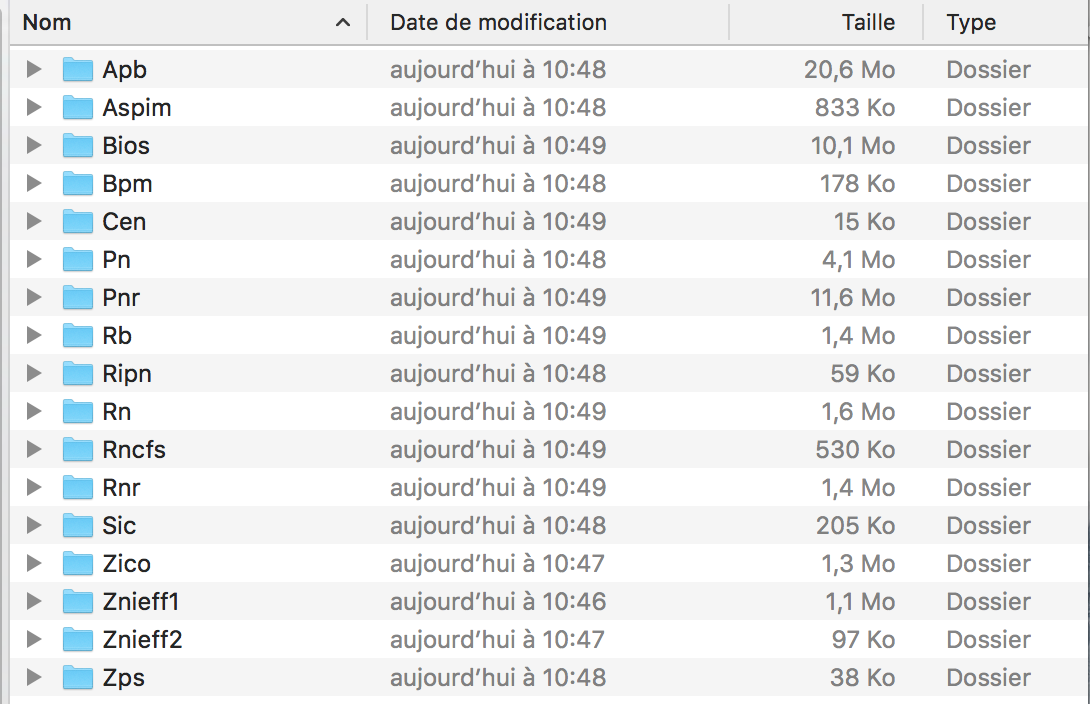 Nom Date de modification Taille Type
Apb aujourd’hui à 10:48 20,6 Mo Dossier
Aspim aujourd’hui à 10:48 833 Ko Dossier
Bios aujourd’hui à 10:49 10,1 Mo Dossier
Bpm aujourd’hui à 10:48 178 Ko Dossier
Cen aujourd’hui à 10:49 15 Ko Dossier
Pn aujourd’hui à 10:48 4,1 Mo Dossier
Pnr aujourd’hui à 10:49 11,6 Mo Dossier
Rb aujourd’hui à 10:49 1,4 Mo Dossier
Ripn aujourd’hui à 10:48 59 Ko Dossier
Rn aujourd’hui à 10:49 1,6 Mo Dossier
Rncfs aujourd’hui à 10:49 530 Ko Dossier
Rnr aujourd’hui à 10:49 1,4 Mo Dossier
Sic aujourd’hui à 10:48 205 Ko Dossier
Zico aujourd’hui à 10:47 1,3 Mo Dossier
Znieff1 aujourd’hui à 10:46 1,1 Mo Dossier
Znieff2 aujourd’hui à 10:47 97 Ko Dossier
Zps aujourd’hui à 10:48 38 Ko Dossier